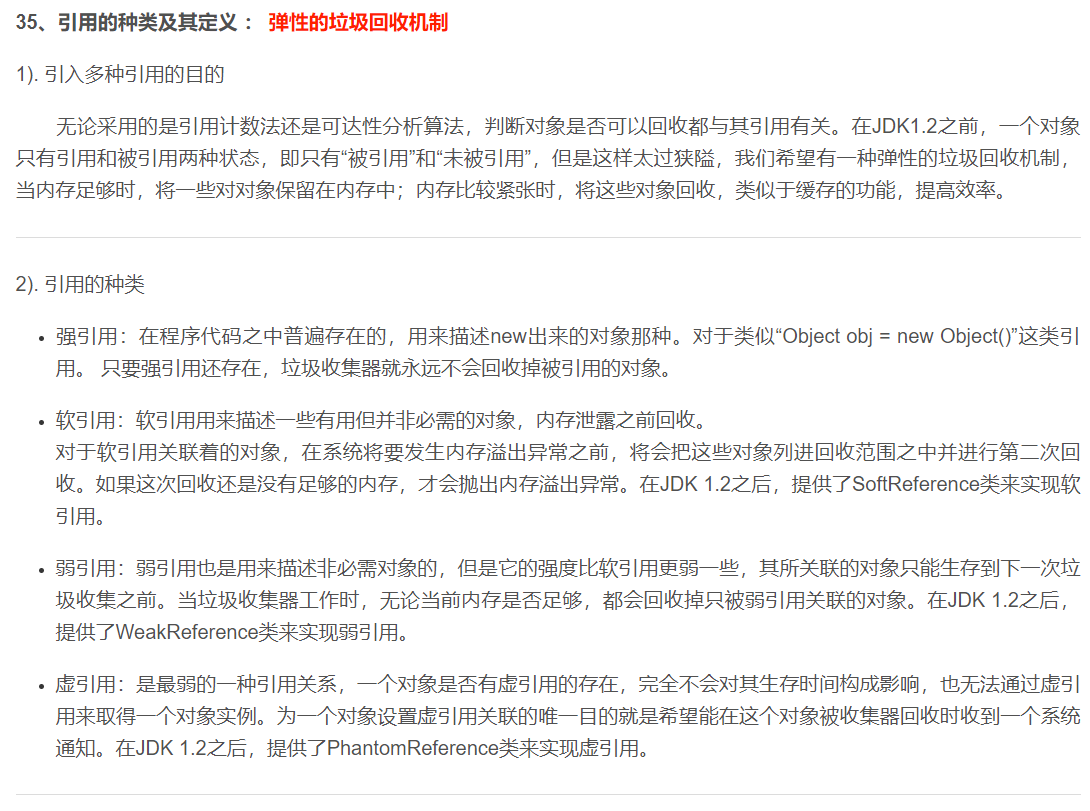 35、引用的种类及其定义： 弹性的垃圾回收机制
1). 引入多种引用的目的
无论采用的是引用计数法还是可达性分析算法，判断对象是否可以回收都与其引用有关。在JDK1.2之前，一个对象
只有引用和被引用两种状态，即只有“被引用”和“未被引用”，但是这样太过狭隘，我们希望有一种弹性的垃圾回收机制，
当内存足够时，将一些对对象保留在内存中；内存比较紧张时，将这些对象回收，类似于缓存的功能，提高效率。
2). 引用的种类
• 强引用：在程序代码之中普遍存在的，用来描述new出来的对象那种。对于类似“Object obj = new Object()”这类引
用。 只要强引用还存在，垃圾收集器就永远不会回收掉被引用的对象。
• 软引用：软引用用来描述一些有用但并非必需的对象，内存泄露之前回收。
对于软引用关联着的对象，在系统将要发生内存溢出异常之前，将会把这些对象列进回收范围之中并进行第二次回
收。如果这次回收还是没有足够的内存，才会抛出内存溢出异常。在JDK 1.2之后，提供了SoftReference类来实现软
引用。
• 弱引用：弱引用也是用来描述非必需对象的，但是它的强度比软引用更弱一些，其所关联的对象只能生存到下一次垃
圾收集之前。当垃圾收集器工作时，无论当前内存是否足够，都会回收掉只被弱引用关联的对象。在JDK 1.2之后，
提供了WeakReference类来实现弱引用。
• 虚引用：是最弱的一种引用关系，一个对象是否有虚引用的存在，完全不会对其生存时间构成影响，也无法通过虚引
用来取得一个对象实例。为一个对象设置虚引用关联的唯一目的就是希望能在这个对象被收集器回收时收到一个系统
通知。在JDK 1.2之后，提供了PhantomReference类来实现虚引用。